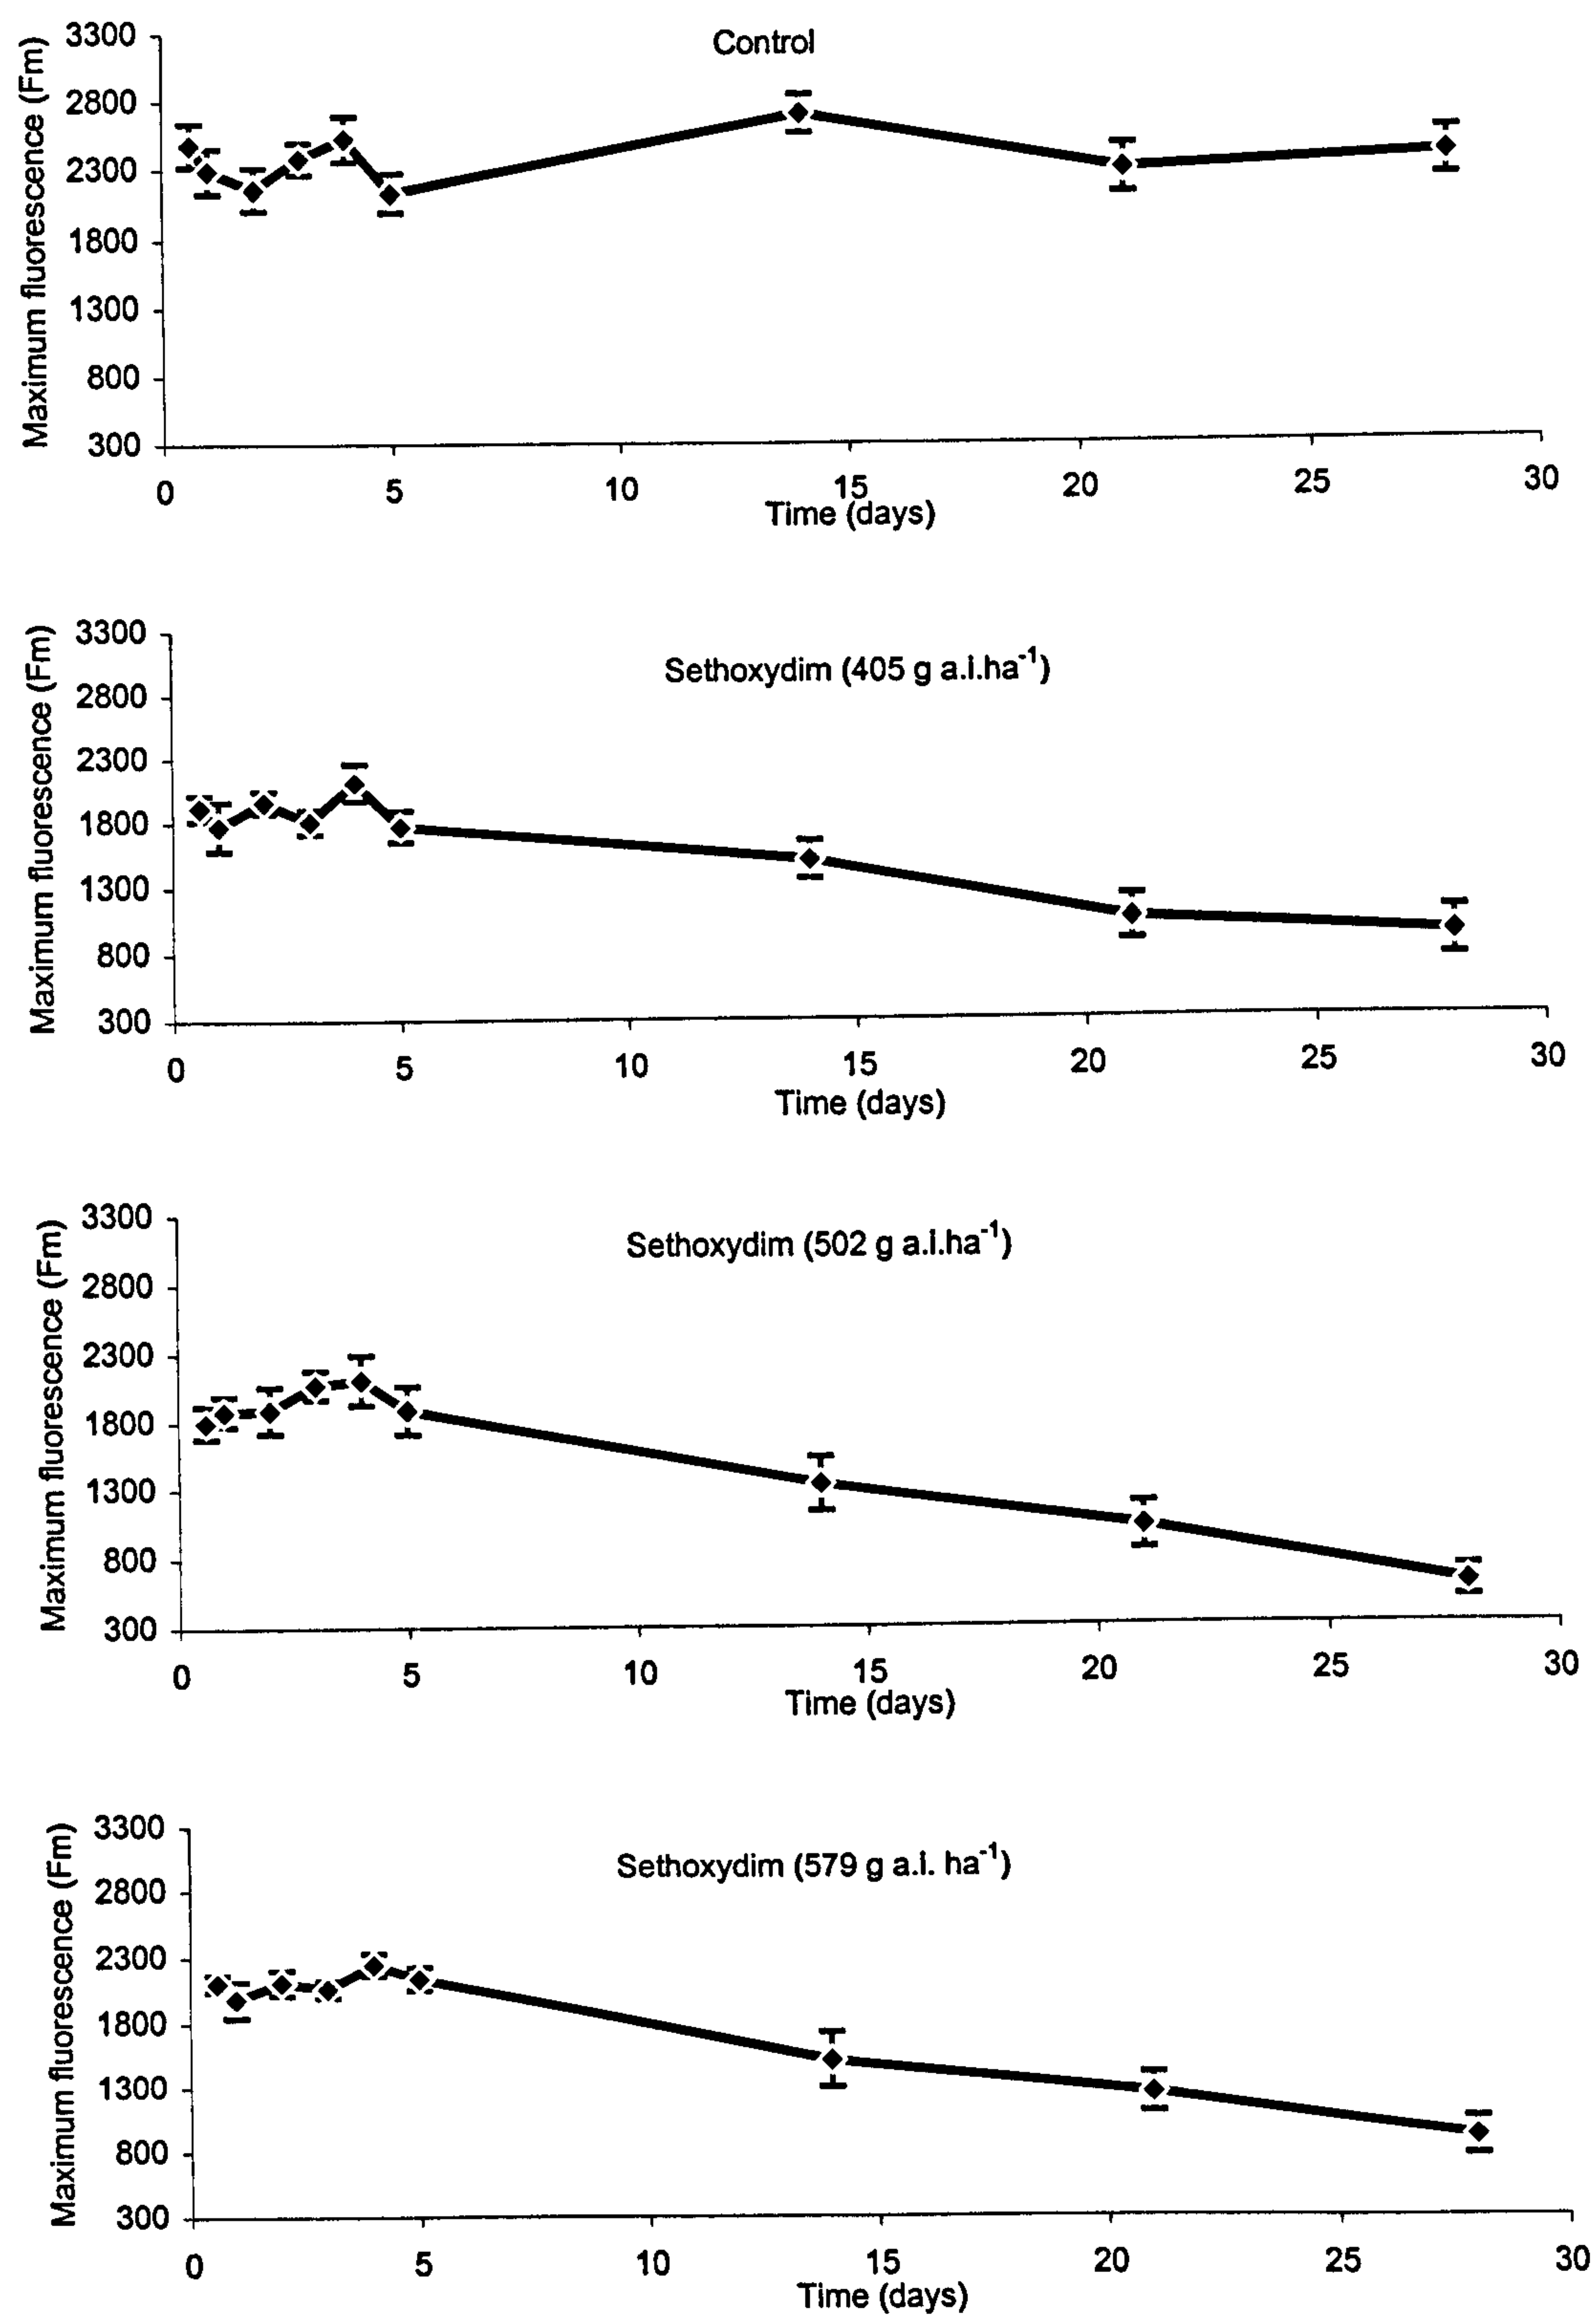 Control
Maximum fluorescence (Fm)
3300
2800
2300
1800
1300
800
300
0 5 10 15 20 25 30
Time (days)
Sethoxydim (405 g a.i.ha⁻¹)
Maximum fluorescence (Fm)
3300
2800
2300
1800
1300
800
300
0 5 10 15 20 25 30
Time (days)
Sethoxydim (502 g a.i.ha⁻¹)
Maximum fluorescence (Fm)
3300
2800
2300
1800
1300
800
300
0 5 10 15 20 25 30
Time (days)
Sethoxydim (579 g a.i. ha⁻¹)
Maximum fluorescence (Fm)
3300
2800
2300
1800
1300
800
300
0 5 10 15 20 25 30
Time (days)